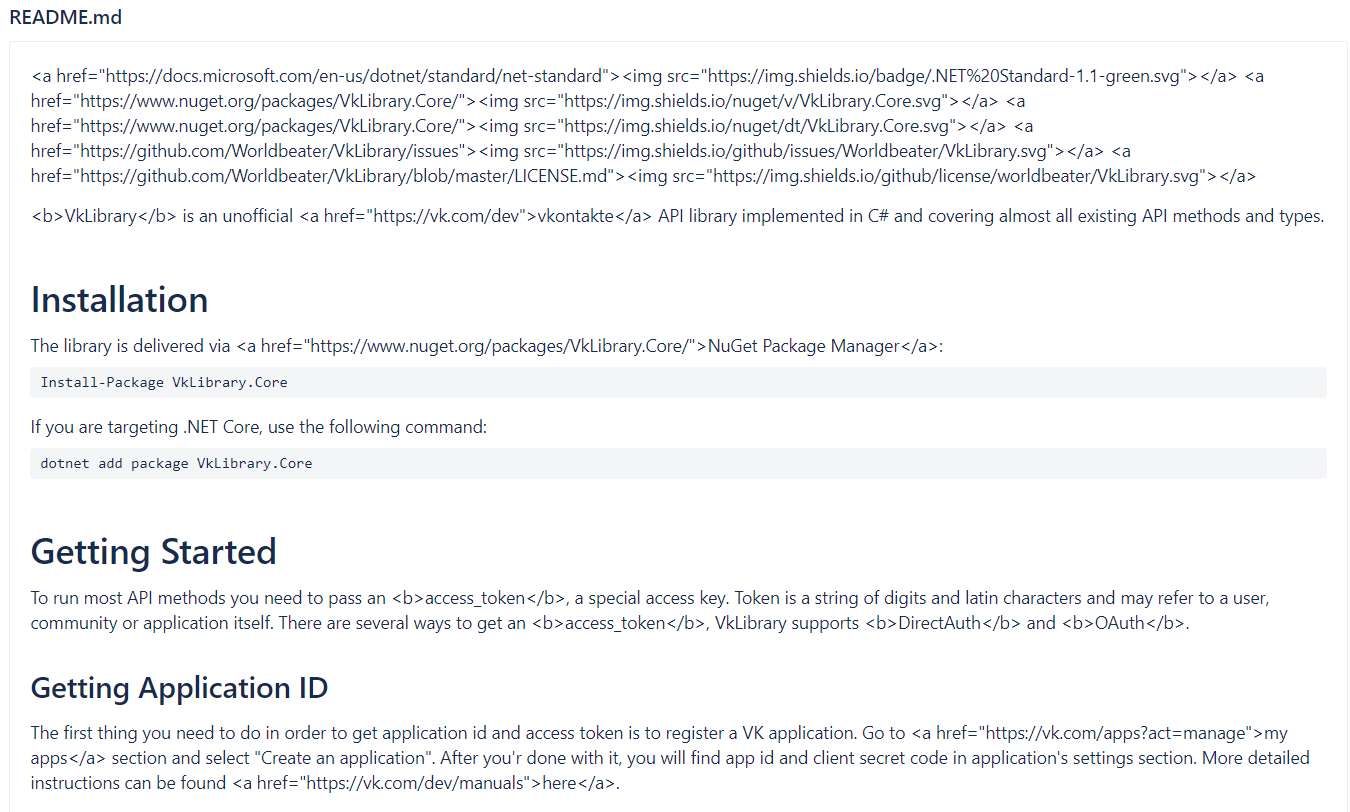 README.md
<a href="https://docs.microsoft.com/en-us/dotnet/standard/net-standard"><img src="https://img.shields.io/badge/.NET%20Standard-1.1-green.svg"></a> <a
href="https://www.nuget.org/packages/VkLibrary.Core/"><img src="https://img.shields.io/nuget/v/VkLibrary.Core.svg"></a> <a
href="https://www.nuget.org/packages/VkLibrary.Core/"><img src="https://img.shields.io/nuget/dt/VkLibrary.Core.svg"></a> <a
href="https://github.com/Worldbeater/VkLibrary/issues"><img src="https://img.shields.io/github/issues/Worldbeater/VkLibrary.svg"></a> <a
href="https://github.com/Worldbeater/VkLibrary/blob/master/LICENSE.md"><img src="https://img.shields.io/github/license/worldbeater/VkLibrary.svg"></a>
<b>VkLibrary</b> is an unofficial <a href="https://vk.com/dev">vkontakte</a> API library implemented in C# and covering almost all existing API methods and types.
Installation
The library is delivered via <a href="https://www.nuget.org/packages/VkLibrary.Core/">NuGet Package Manager</a>:
Install-Package VkLibrary.Core
If you are targeting .NET Core, use the following command:
dotnet add package VkLibrary.Core
Getting Started
To run most API methods you need to pass an <b>access_token</b>, a special access key. Token is a string of digits and latin characters and may refer to a user,
community or application itself. There are several ways to get an <b>access_token</b>, VkLibrary supports <b>DirectAuth</b> and <b>OAuth</b>.
Getting Application ID
The first thing you need to do in order to get application id and access token is to register a VK application. Go to <a href="https://vk.com/apps?act=manage">my
apps</a> section and select "Create an application". After you'r done with it, you will find app id and client secret code in application's settings section. More detailed
instructions can be found <a href="https://vk.com/dev/manuals">here</a>.